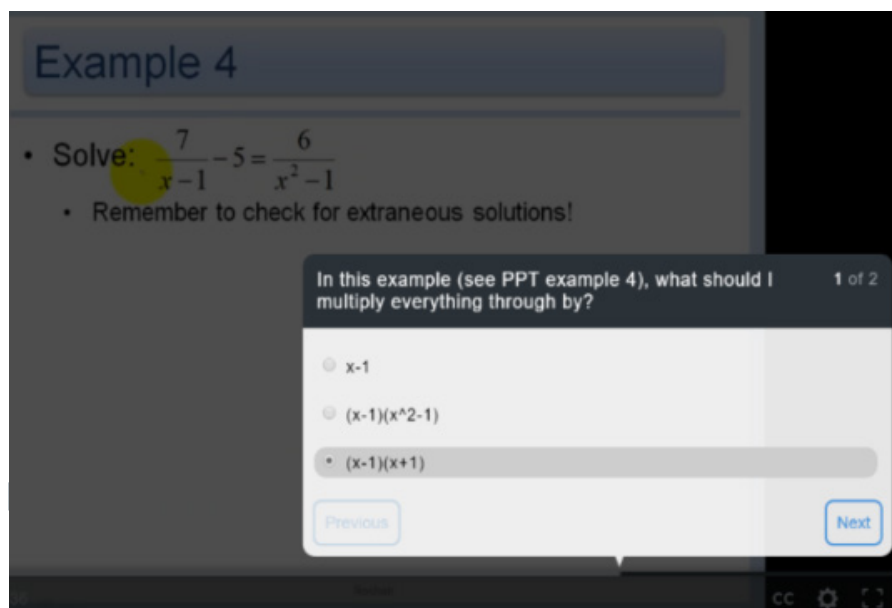 Example 4
• Solve: 7/(x-1) - 5 = 6/(x²-1)
• Remember to check for extraneous solutions!
In this example (see PPT example 4), what should I 1 of 2
multiply everything through by?
x-1
(x-1)(x^2-1)
(x-1)(x+1)
Previous Next
CC